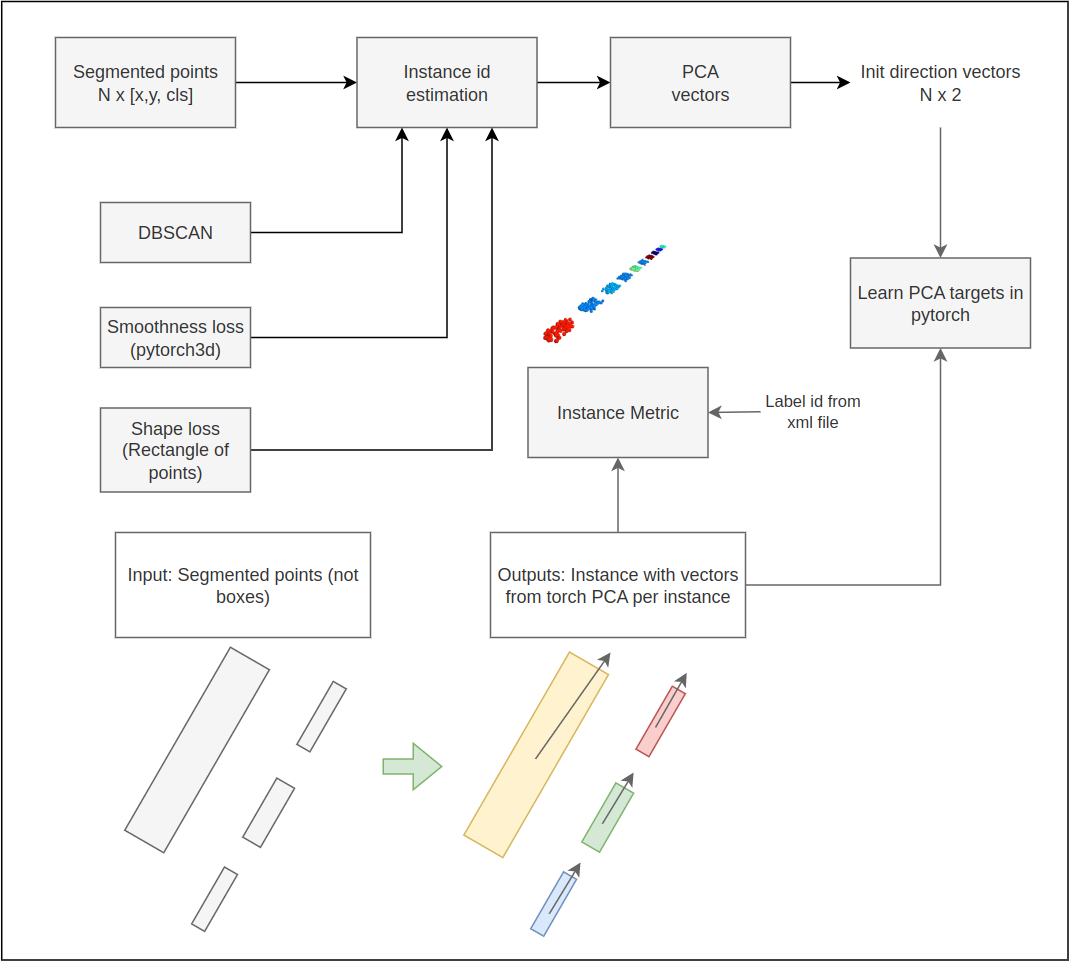 Segmented points
N x [x,y, cls]
Instance id
estimation
PCA
vectors
Init direction vectors
N x 2
DBSCAN
Smoothness loss
(pytorch3d)
Shape loss
(Rectangle of
points)
Learn PCA targets in
pytorch
Instance Metric
Label id from
xml file
Input: Segmented points (not
boxes)
Outputs: Instance with vectors
from torch PCA per instance